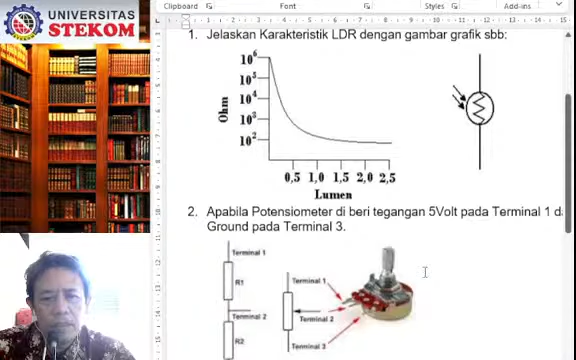 UNIVERSITAS
STEKOM
Clipboard
Font
Paragraph
Styles
Add-ins
1. Jelaskan Karakteristik LDR dengan gambar grafik sbb:
10⁶
10⁵
10⁴
10³
10²
Ohm
0,5 1,0 1,5 2,0 2,5
Lumen
2. Apabila Potensiometer di beri tegangan 5Volt pada Terminal 1 d
Ground pada Terminal 3.
Terminal 1
R1
Terminal 2
R2
Terminal 1
Terminal 2
Terminal 3